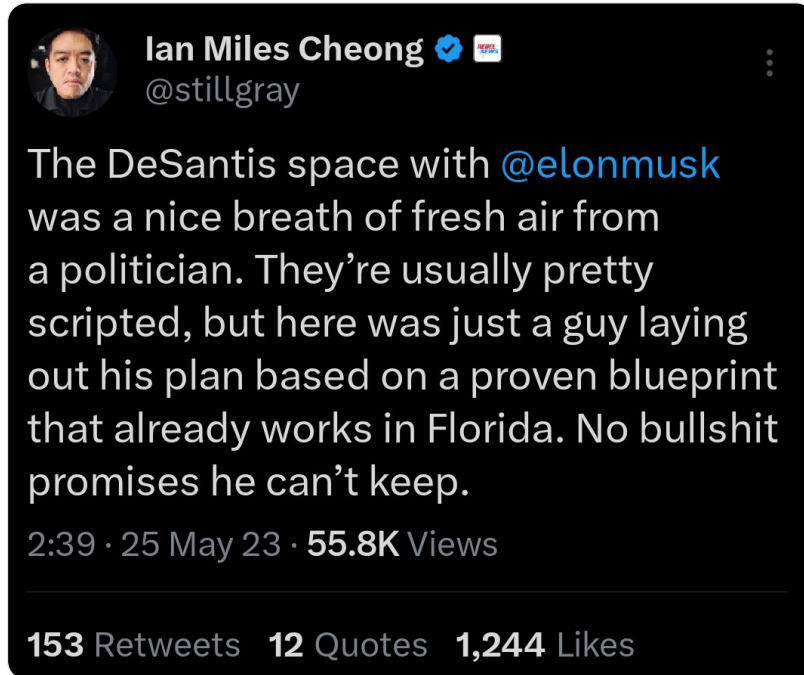 Ian Miles Cheong
@stillgray
The DeSantis space with @elonmusk
was a nice breath of fresh air from
a politician. They’re usually pretty
scripted, but here was just a guy laying
out his plan based on a proven blueprint
that already works in Florida. No bullshit
promises he can’t keep.
2:39 · 25 May 23 · 55.8K Views
153 Retweets 12 Quotes 1,244 Likes